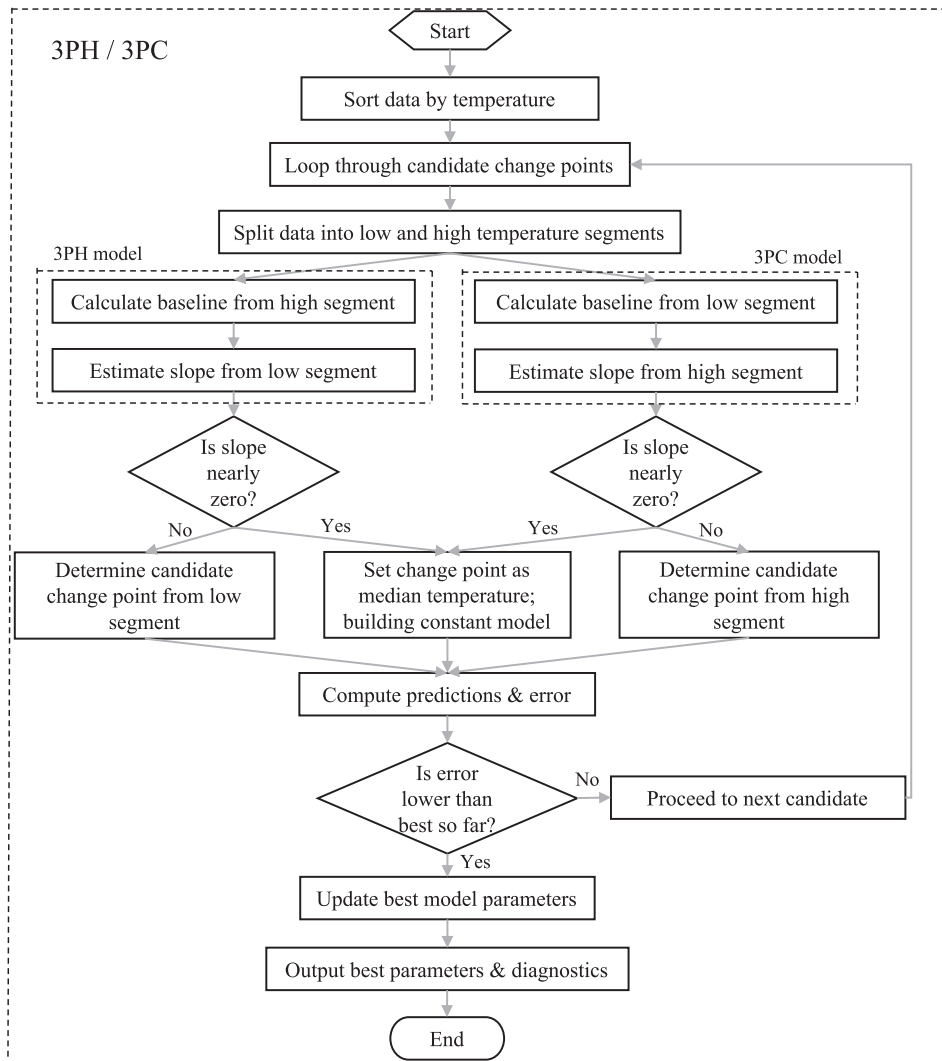 Start
3PH / 3PC
Sort data by temperature
Loop through candidate change points
Split data into low and high temperature segments
3PH model
3PC model
Calculate baseline from high segment
Calculate baseline from low segment
Estimate slope from low segment
Estimate slope from high segment
Is slope
nearly
zero?
Is slope
nearly
zero?
No
Yes
Yes
No
Determine candidate
change point from low
segment
Set change point as
median temperature;
building constant model
Determine candidate
change point from high
segment
Compute predictions & error
Is error
lower than
best so far?
No
Proceed to next candidate
Yes
Update best model parameters
Output best parameters & diagnostics
End